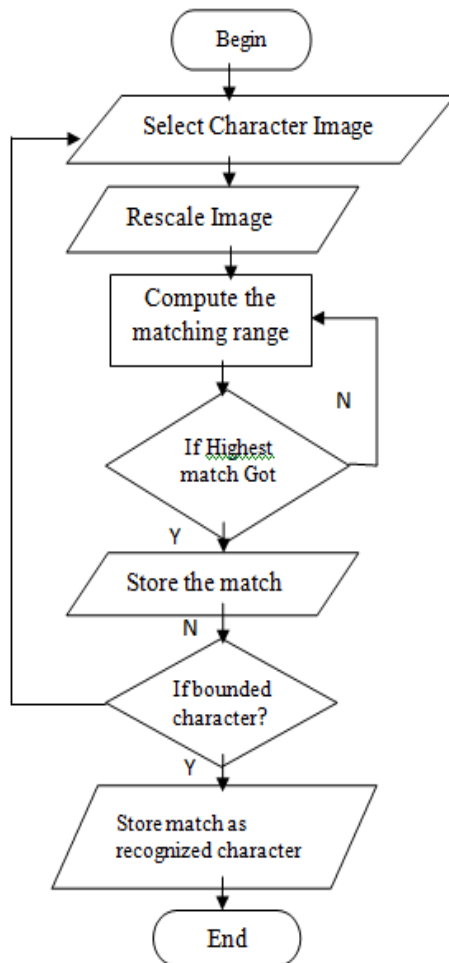 Begin
Select Character Image
Rescale Image
Compute the
matching range
N
If Highest
match Got
Y
Store the match
N
If bounded
character?
Y
Store match as
recognized character
End